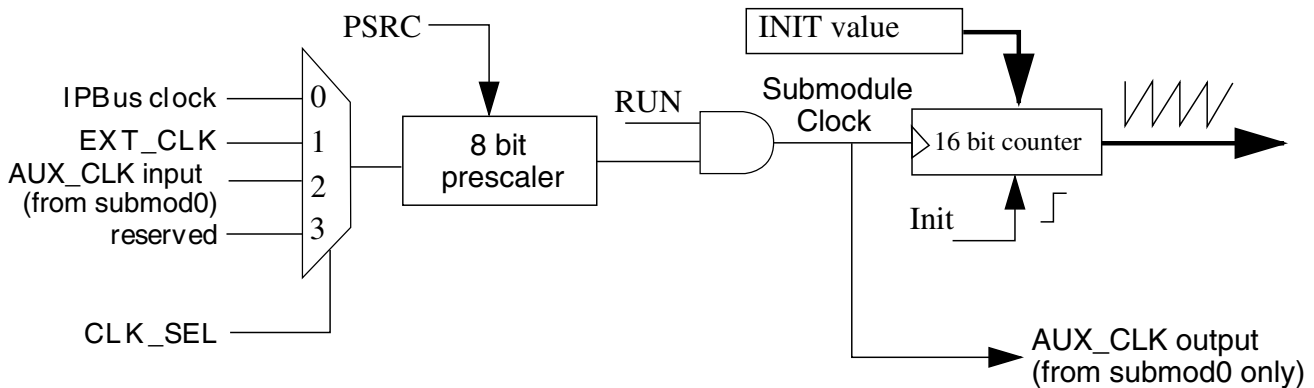 PSRC
INIT value
IPBus clock
0
EXT_CLK
1
AUX_CLK input
(from submod0)
2
reserved
3
CLK_SEL
8 bit
prescaler
RUN
Submodule
Clock
16 bit counter
Init
AUX_CLK output
(from submod0 only)